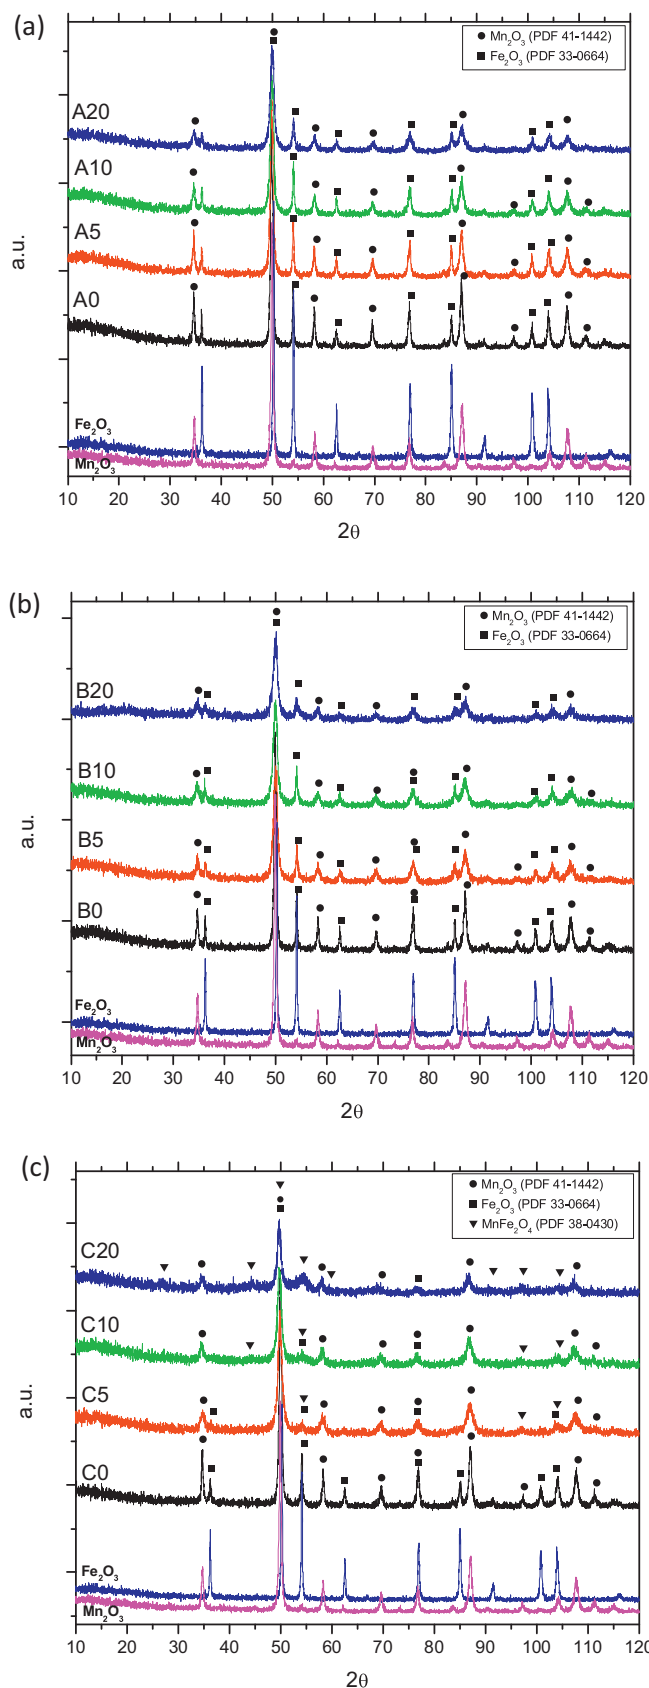 (a)
● Mn₂O₃ (PDF 41-1442)
■ Fe₂O₃ (PDF 33-0664)
A20
A10
A5
A0
Fe₂O₃
Mn₂O₃
a.u.
10 20 30 40 50 60 70 80 90 100 110 120
2θ
(b)
● Mn₂O₃ (PDF 41-1442)
■ Fe₂O₃ (PDF 33-0664)
B20
B10
B5
B0
Fe₂O₃
Mn₂O₃
a.u.
10 20 30 40 50 60 70 80 90 100 110 120
2θ
(c)
● Mn₂O₃ (PDF 41-1442)
■ Fe₂O₃ (PDF 33-0664)
▼ MnFe₂O₄ (PDF 38-0430)
C20
C10
C5
C0
Fe₂O₃
Mn₂O₃
a.u.
10 20 30 40 50 60 70 80 90 100 110 120
2θ